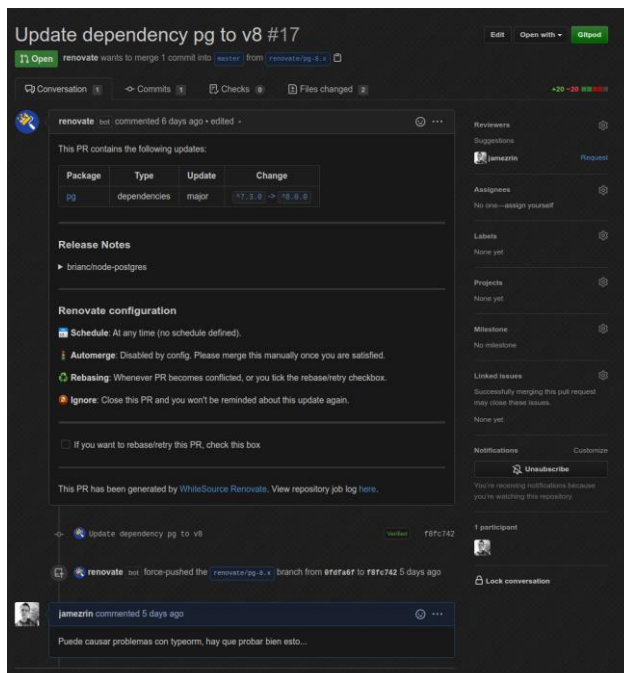 Update dependency pg to v8 #17
Edit Open with Gitpod
Open renovate wants to merge 1 commit into master from renovate/pg-8.x
Conversation 1 Commits 1 Checks 0 Files changed 2 +20 −20
renovate bot commented 6 days ago • edited
This PR contains the following updates:
Package Type Update Change
pg dependencies major ^7.3.0 -> ^8.0.0
Release Notes
brianc/node-postgres
Renovate configuration
Schedule: At any time (no schedule defined).
Automerge: Disabled by config. Please merge this manually once you are satisfied.
Rebasing: Whenever PR becomes conflicted, or you tick the rebase/retry checkbox.
Ignore: Close this PR and you won't be reminded about this update again.
If you want to rebase/retry this PR, check this box
This PR has been generated by WhiteSource Renovate. View repository job log here.
Update dependency pg to v8 Verified f8fc742
renovate bot force-pushed the renovate/pg-8.x branch from 0fdfa6f to f8fc742 5 days ago
jamezrin commented 5 days ago
Puede causar problemas con typeorm, hay que probar bien esto...
Reviewers
Suggestions
jamezrin Request
Assignees
No one—assign yourself
Labels
None yet
Projects
None yet
Milestone
No milestone
Linked issues
Successfully merging this pull request
may close these issues.
None yet
Notifications Customize
Unsubscribe
You're receiving notifications because
you're watching this repository.
1 participant
Lock conversation